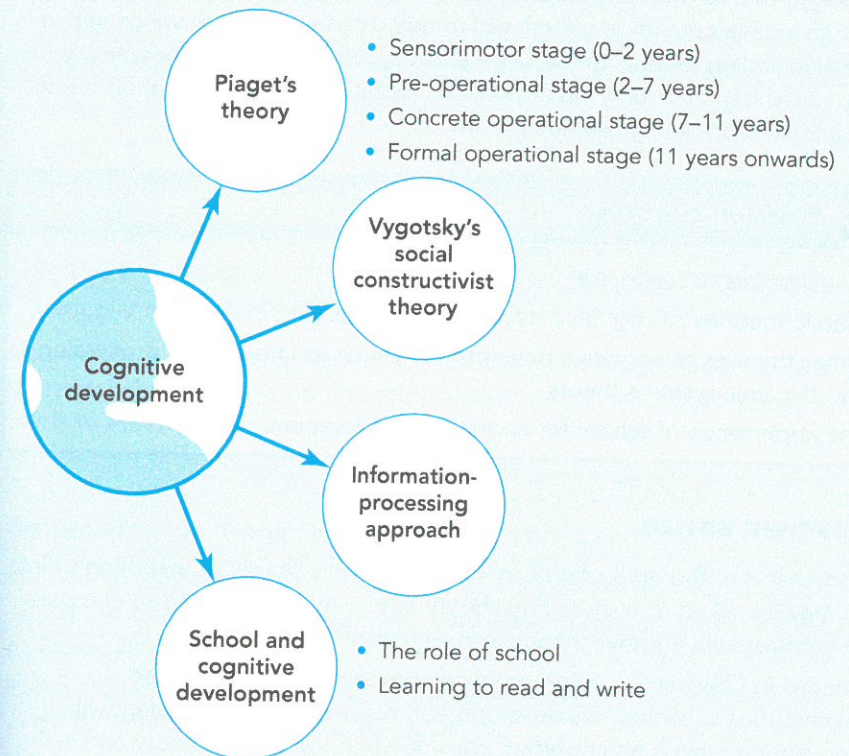 Piaget's
theory
• Sensorimotor stage (0–2 years)
• Pre-operational stage (2–7 years)
• Concrete operational stage (7–11 years)
• Formal operational stage (11 years onwards)
Vygotsky's
social
constructivist
theory
Cognitive
development
Information-
processing
approach
School and
cognitive
development
• The role of school
• Learning to read and write